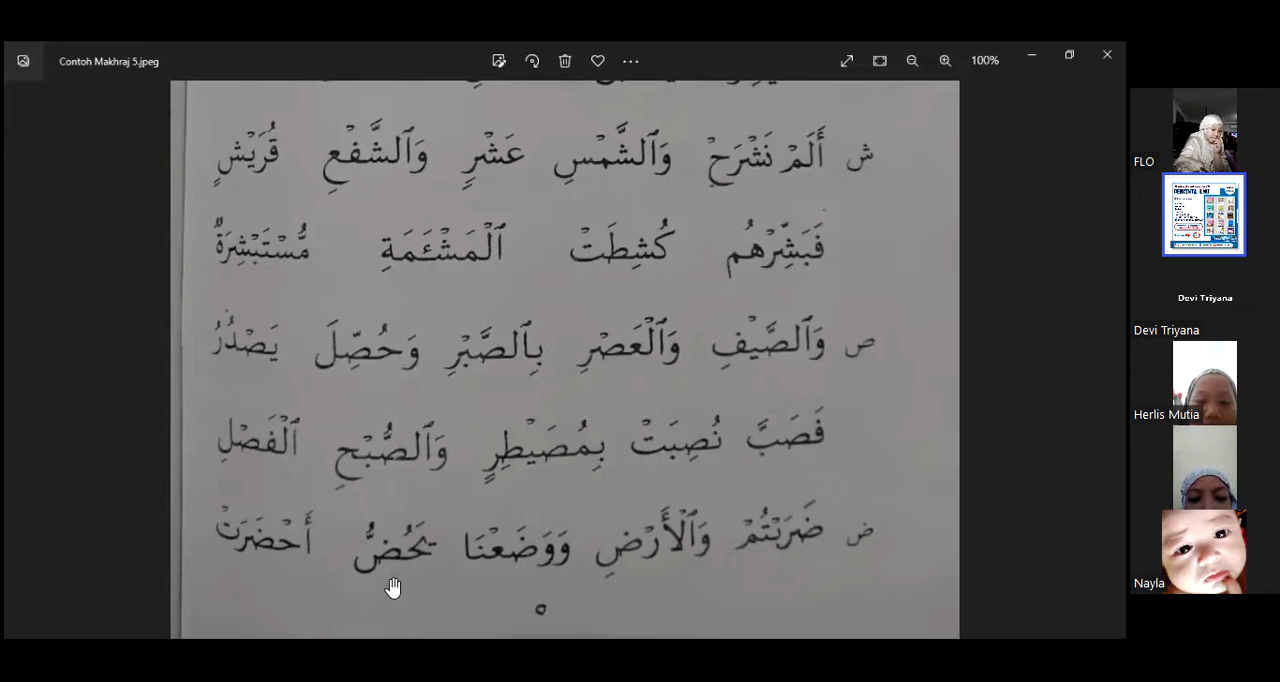 Contoh Makhraj 5.jpeg
100%
ش أَلَمْ نَشْرَحْ وَٱلشَّمْسِ عَشْرٍ وَٱلشَّفْعِ قُرَيْشٍ
فَبَشِّرْهُم كُشِطَتْ ٱلْمَشْـَٔمَةِ مُّسْتَبْشِرَةٌ
ص وَٱلصَّيْفِ وَٱلْعَصْرِ بِٱلصَّبْرِ وَحُصِّلَ يَصْدُرُ
فَصَبَّ نُصِبَتْ بِمُصَيْطِرٍ وَٱلصُّبْحِ ٱلْفَصْلِ
ض ضَرَبْتُمْ وَٱلْأَرْضِ وَوَضَعْنَا يَحُضُّ أَحْضَرَتْ
٥
FLO
Devi Triyana
Devi Triyana
Herlis Mutia
Nayla